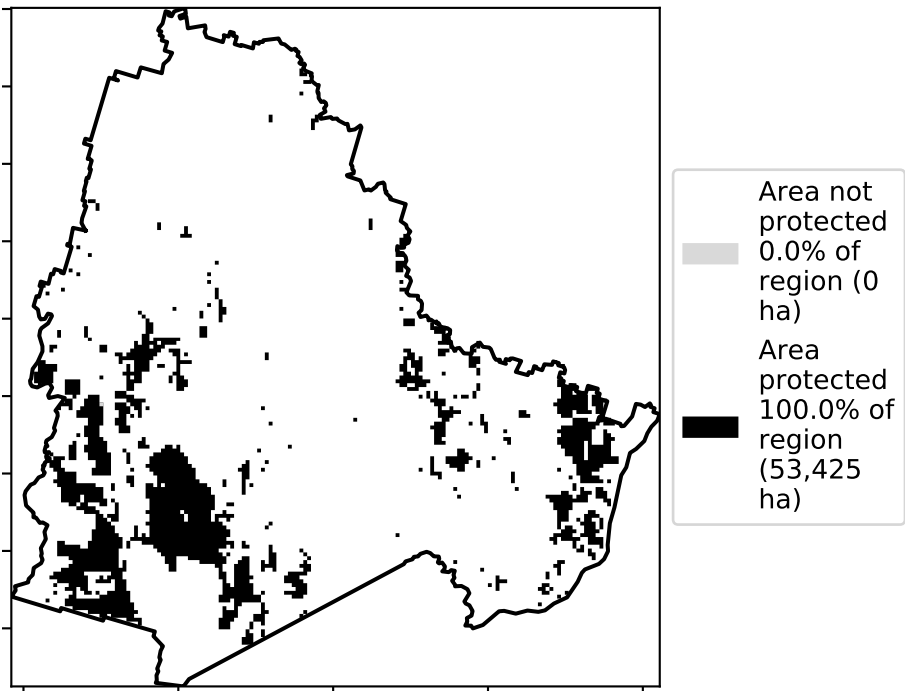 Area not
protected
0.0% of
region (0
ha)
Area
protected
100.0% of
region
(53,425
ha)